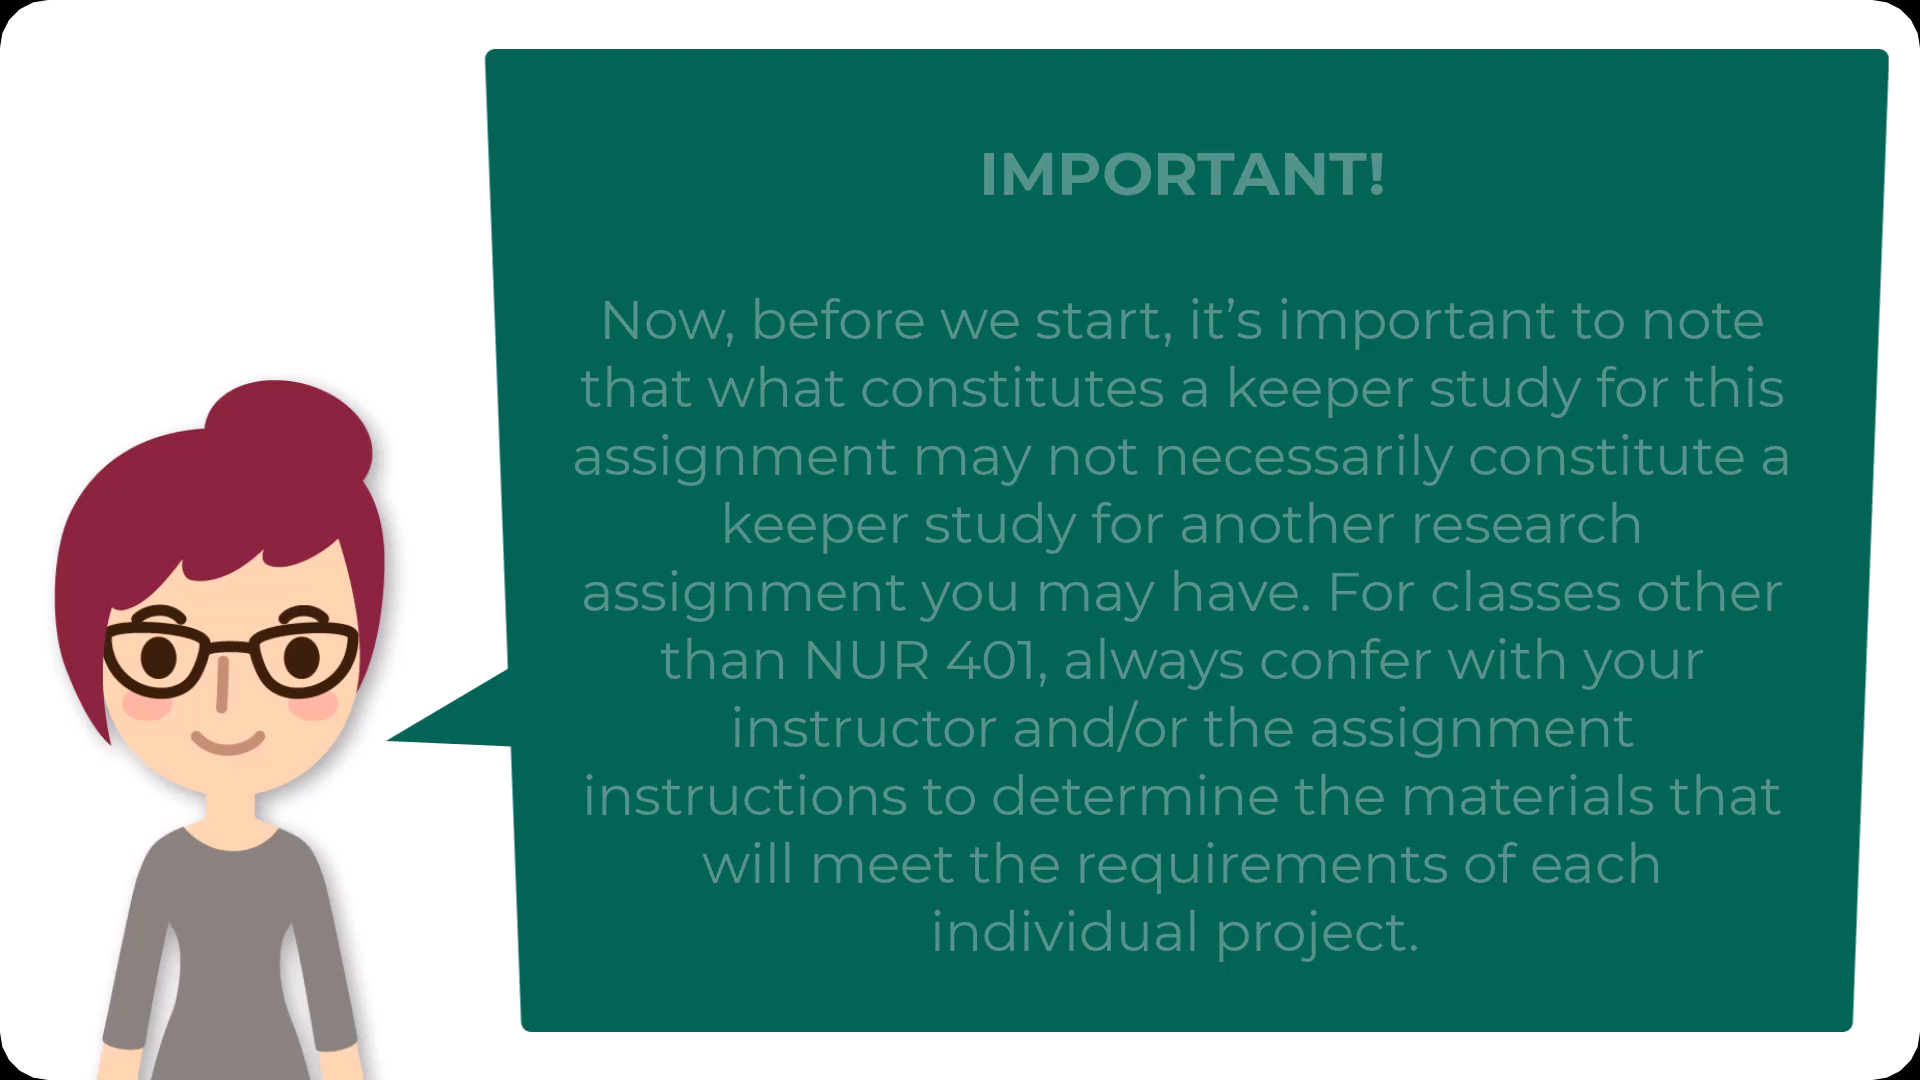 IMPORTANT!
Now, before we start, it’s important to note
that what constitutes a keeper study for this
assignment may not necessarily constitute a
keeper study for another research
assignment you may have. For classes other
than NUR 401, always confer with your
instructor and/or the assignment
instructions to determine the materials that
will meet the requirements of each
individual project.